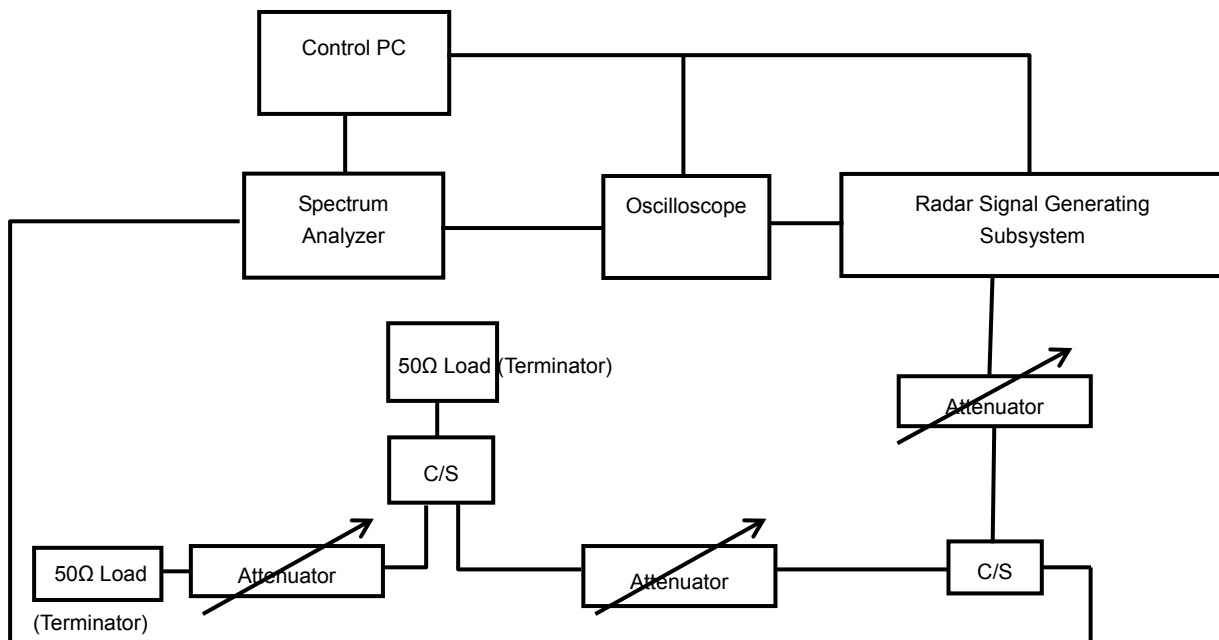 Control PC
Spectrum
Analyzer
Oscilloscope
Radar Signal Generating
Subsystem
50Ω Load (Terminator)
Attenuator
C/S
50Ω Load
(Terminator)
Attenuator
Attenuator
C/S